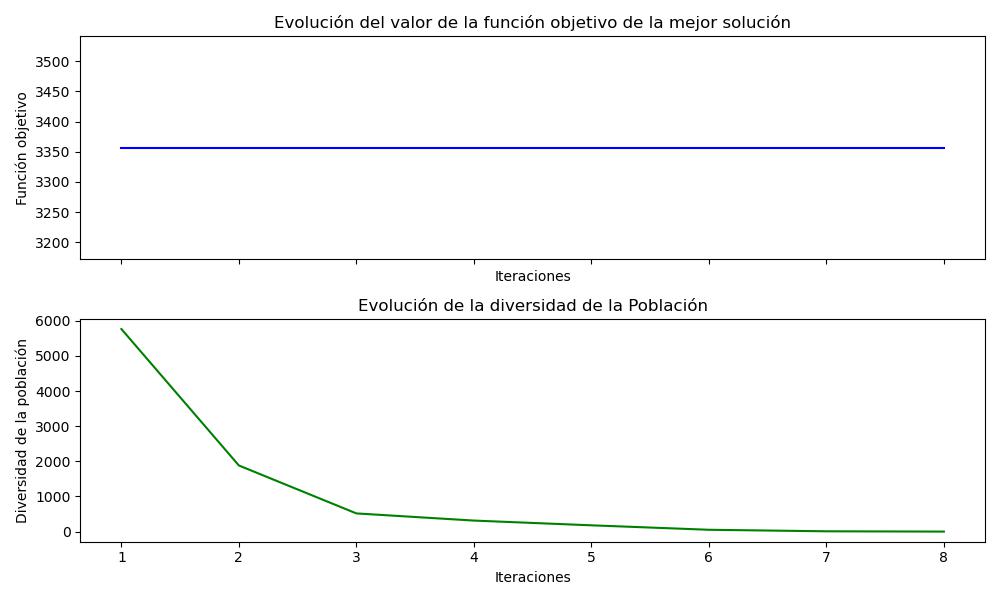 Evolución del valor de la función objetivo de la mejor solución
Función objetivo
3500
3450
3400
3350
3300
3250
3200
Iteraciones
Evolución de la diversidad de la Población
Diversidad de la población
6000
5000
4000
3000
2000
1000
0
1 2 3 4 5 6 7 8
Iteraciones